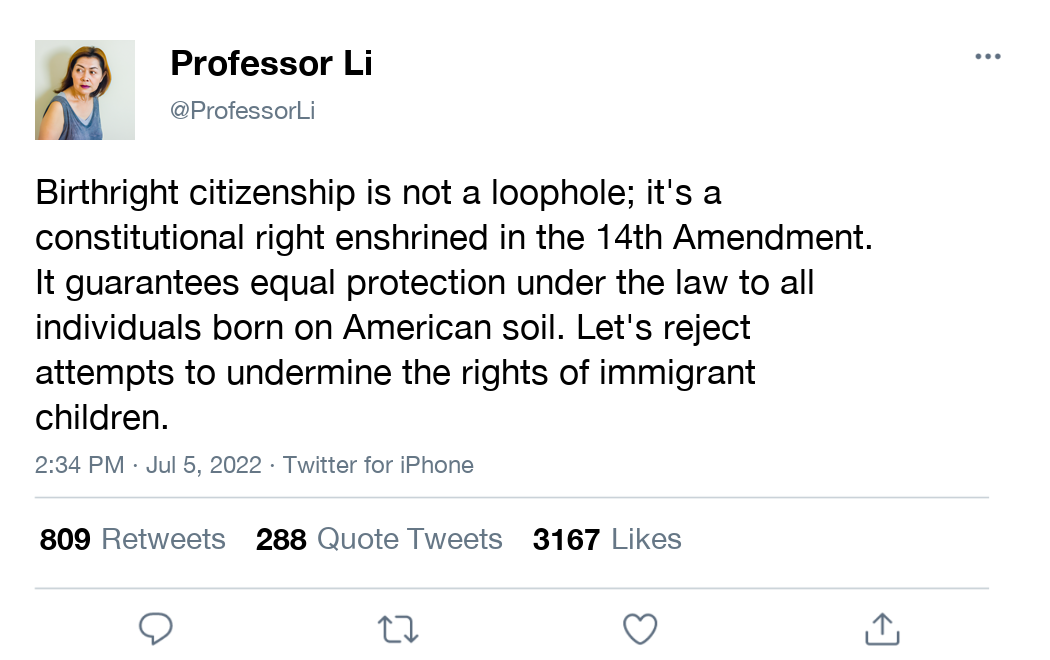 Professor Li
@ProfessorLi
Birthright citizenship is not a loophole; it's a
constitutional right enshrined in the 14th Amendment.
It guarantees equal protection under the law to all
individuals born on American soil. Let's reject
attempts to undermine the rights of immigrant
children.
2:34 PM · Jul 5, 2022 · Twitter for iPhone
809 Retweets 288 Quote Tweets 3167 Likes